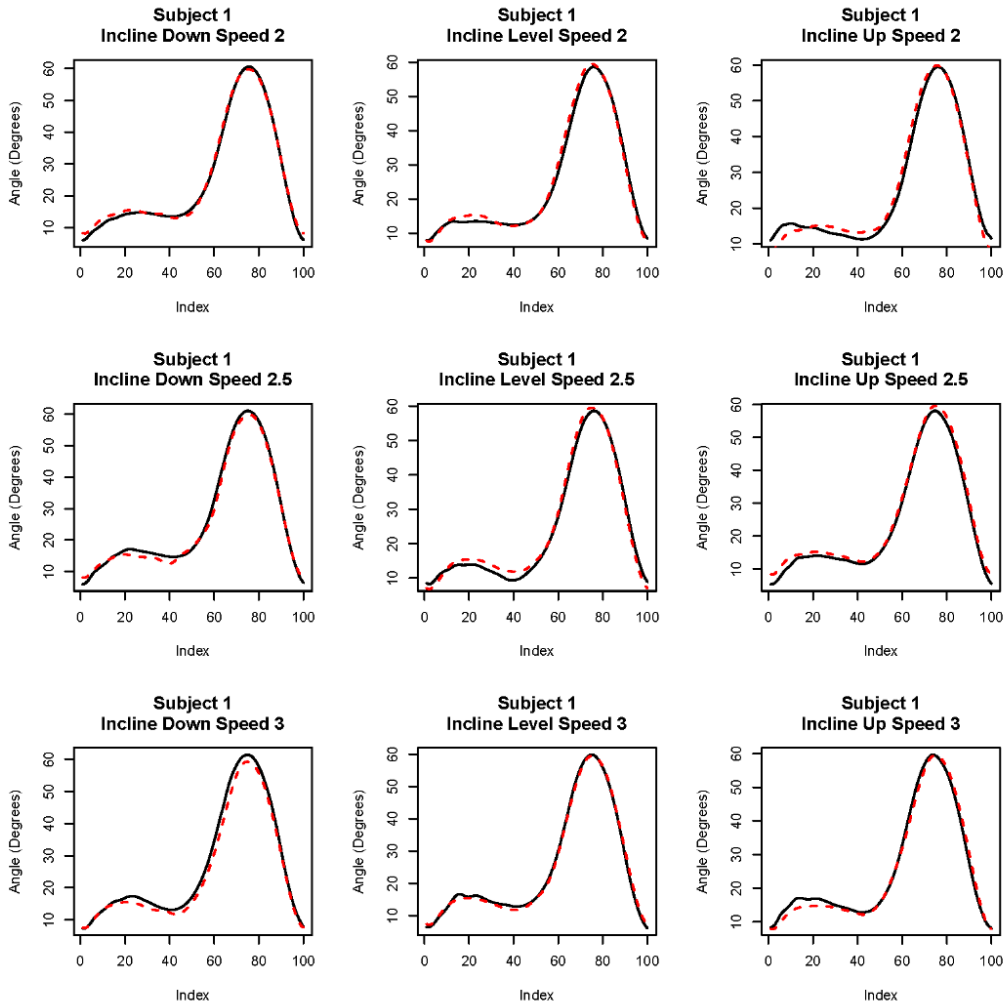 Subject 1
Incline Down Speed 2
Angle (Degrees)
10 20 30 40 50 60
0 20 40 60 80 100
Index
Subject 1
Incline Level Speed 2
Angle (Degrees)
10 20 30 40 50 60
0 20 40 60 80 100
Index
Subject 1
Incline Up Speed 2
Angle (Degrees)
10 20 30 40 50 60
0 20 40 60 80 100
Index
Subject 1
Incline Down Speed 2.5
Angle (Degrees)
10 20 30 40 50 60
0 20 40 60 80 100
Index
Subject 1
Incline Level Speed 2.5
Angle (Degrees)
10 20 30 40 50 60
0 20 40 60 80 100
Index
Subject 1
Incline Up Speed 2.5
Angle (Degrees)
10 20 30 40 50 60
0 20 40 60 80 100
Index
Subject 1
Incline Down Speed 3
Angle (Degrees)
10 20 30 40 50 60
0 20 40 60 80 100
Index
Subject 1
Incline Level Speed 3
Angle (Degrees)
10 20 30 40 50 60
0 20 40 60 80 100
Index
Subject 1
Incline Up Speed 3
Angle (Degrees)
10 20 30 40 50 60
0 20 40 60 80 100
Index